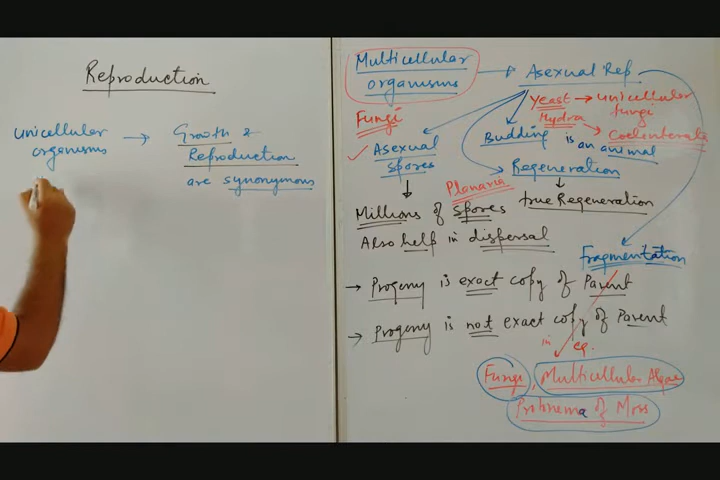 Reproduction
Unicellular organisms → Growth & Reproduction are synonymous
Multicellular organisms → Asexual Rep
Fungi
✓ Asexual spores
Millions of spores
Also help in dispersal
Yeast → unicellular fungi
Hydra → Coelenterate
Budding is an animal
Regeneration
Planaria
true Regeneration
Fragmentation
→ Progeny is exact copy of Parent
→ Progeny is not exact copy of Parent
in eg.
Fungi, Multicellular Algae
Protonema of Moss